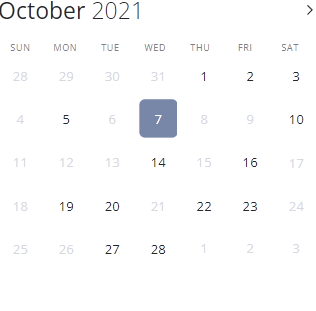 October 2021
SUN MON TUE WED THU FRI SAT
28 29 30 31 1 2 3
4 5 6 7 8 9 10
11 12 13 14 15 16 17
18 19 20 21 22 23 24
25 26 27 28 1 2 3